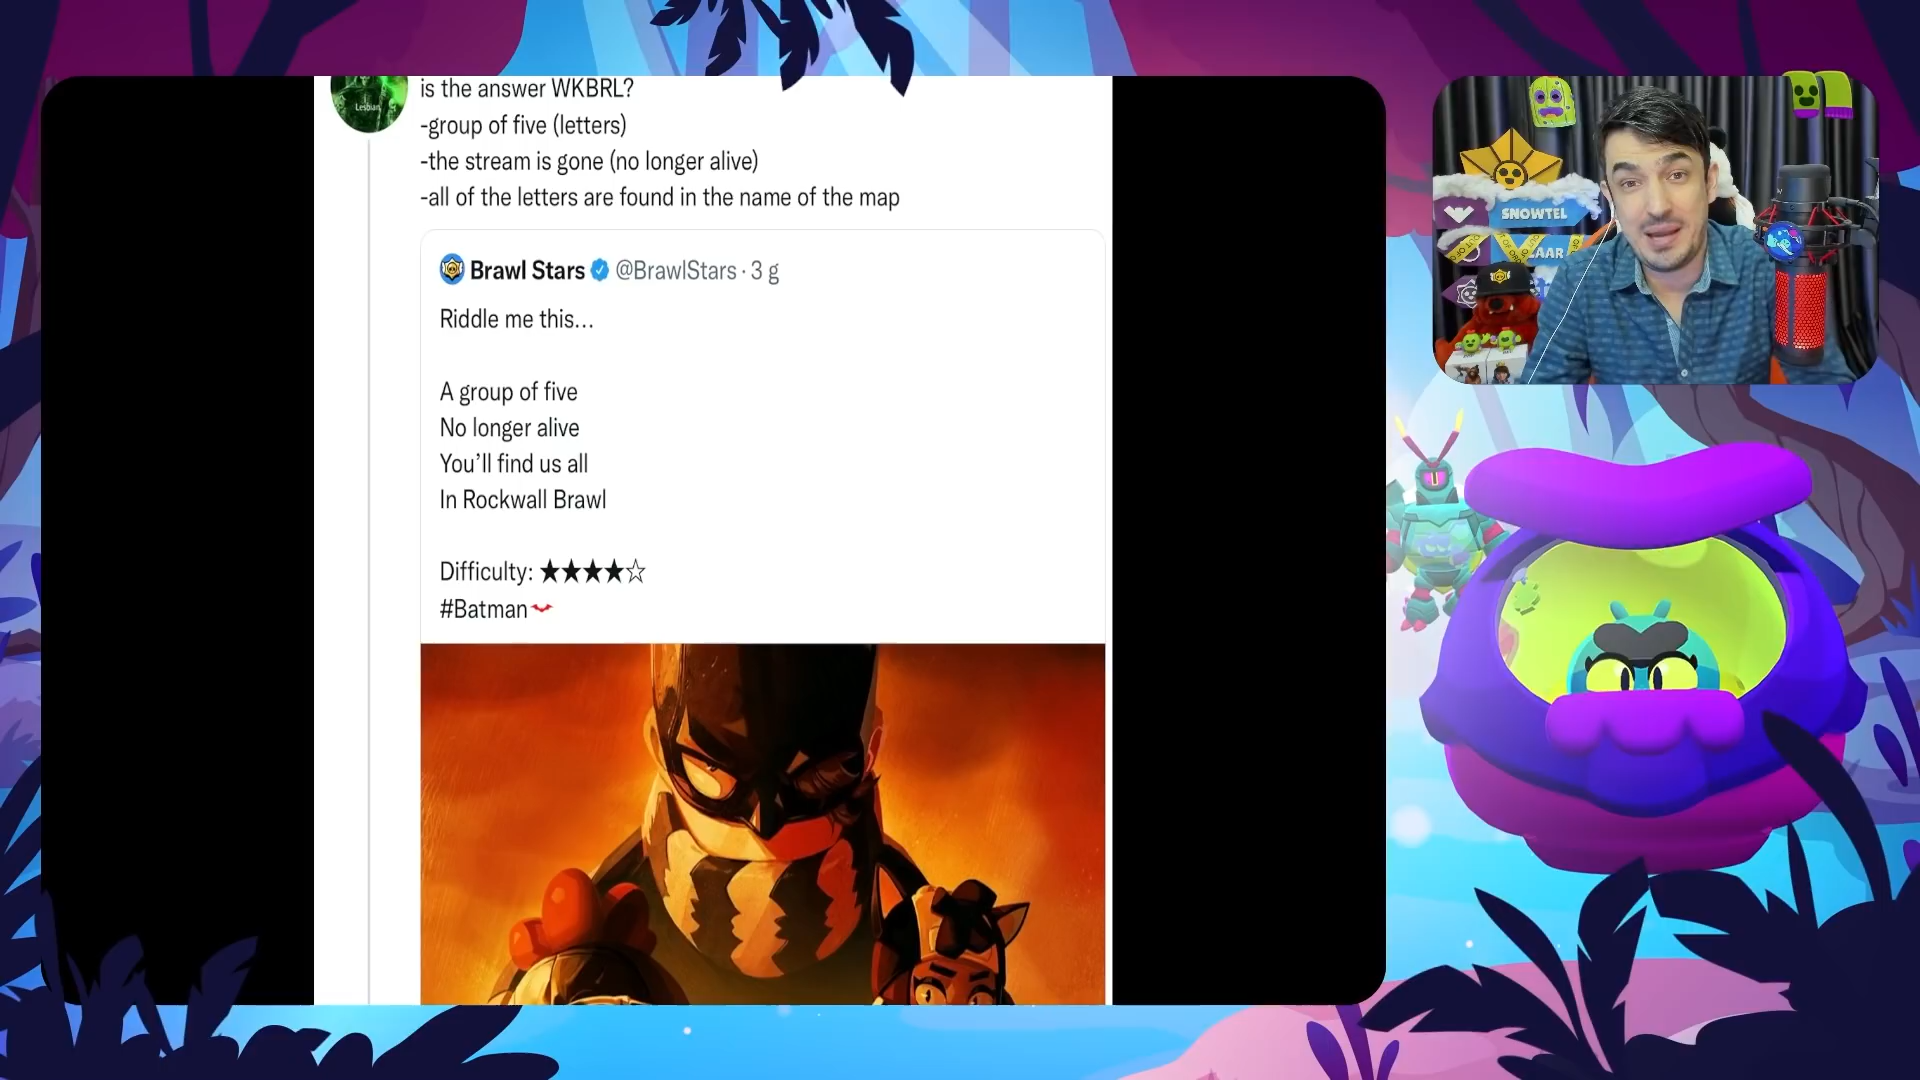 is the answer WKBRL?
-group of five (letters)
-the stream is gone (no longer alive)
-all of the letters are found in the name of the map
Lesbian
Brawl Stars @BrawlStars · 3 g
Riddle me this…
A group of five
No longer alive
You’ll find us all
In Rockwall Brawl
Difficulty: ★★★★☆
#Batman
SNOWTEL